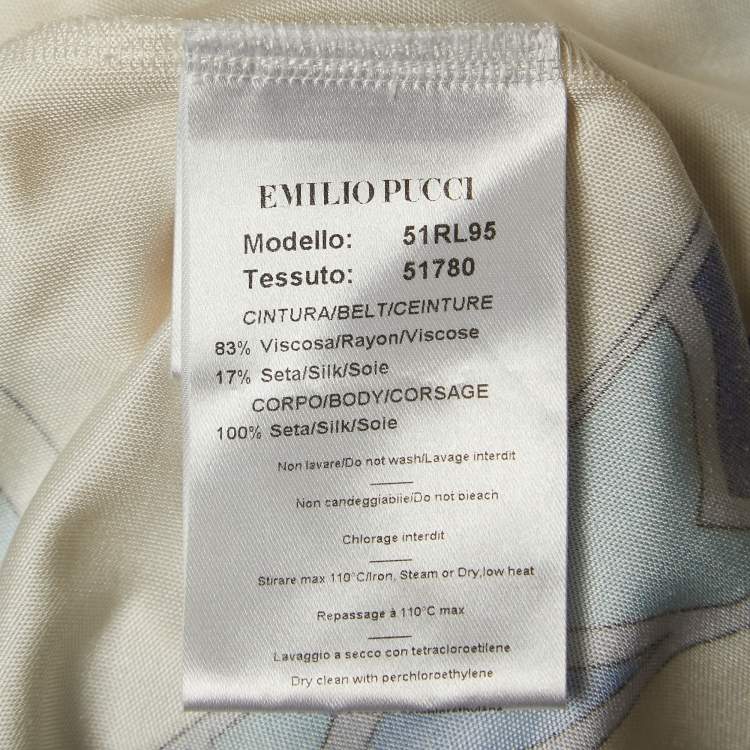 EMILIO PUCCI
Modello: 51RL95
Tessuto: 51780
CINTURA/BELT/CEINTURE
83% Viscosa/Rayon/Viscose
17% Seta/Silk/Soie
CORPO/BODY/CORSAGE
100% Seta/Silk/Soie
Non lavare/Do not wash/Lavage interdit
Non candeggiabile/Do not bleach
Chlorage interdit
Stirare max 110°C/Iron, Steam or Dry,low heat
Repassage à 110°C max
Lavaggio a secco con tetracloroetilene
Dry clean with perchloroethylene